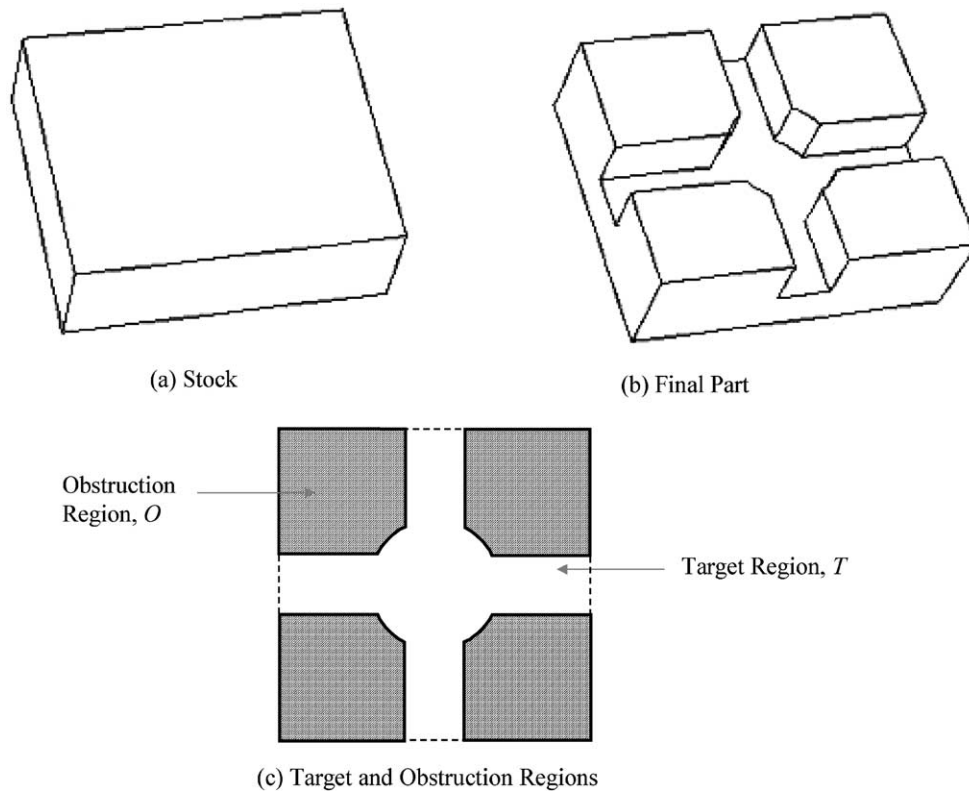 (a) Stock
(b) Final Part
Obstruction
Region, O
Target Region, T
(c) Target and Obstruction Regions